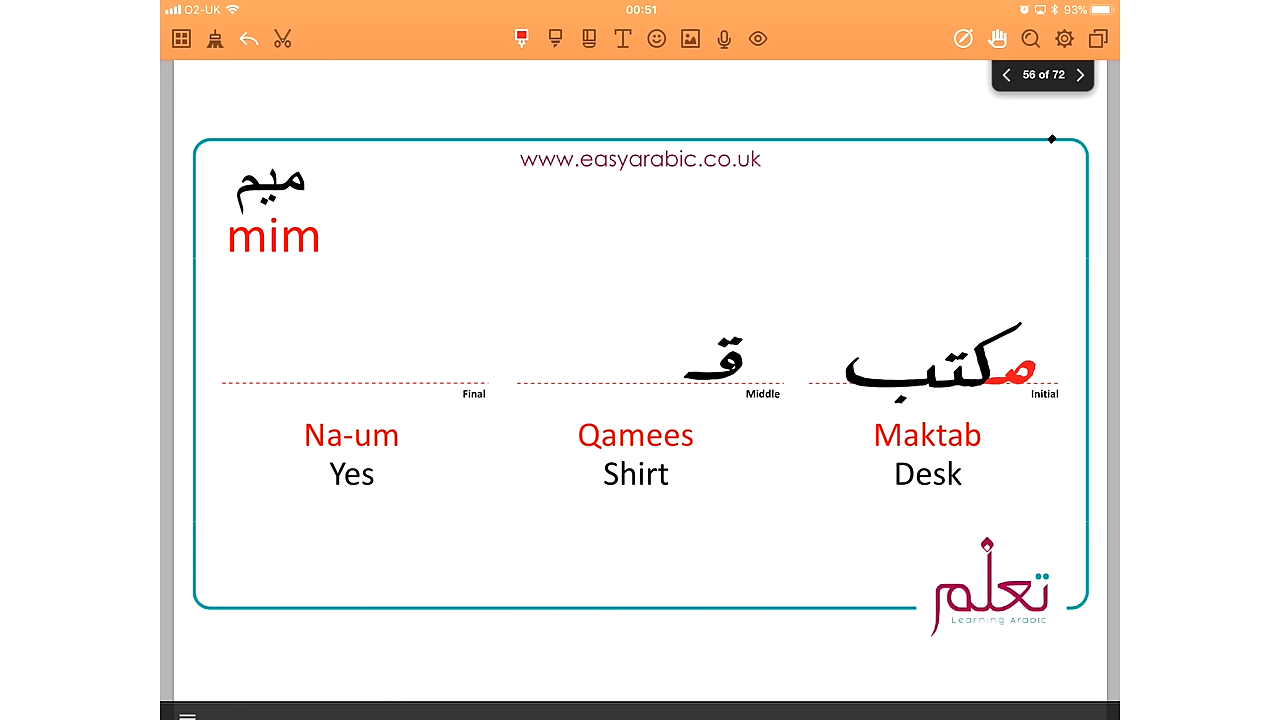 O2-UK 00:51 93%
56 of 72
www.easyarabic.co.uk
ميم
mim
قـ
مكتب
Final
Middle
Initial
Na-um
Qamees
Maktab
Yes
Shirt
Desk
تعلم
Learning Arabic